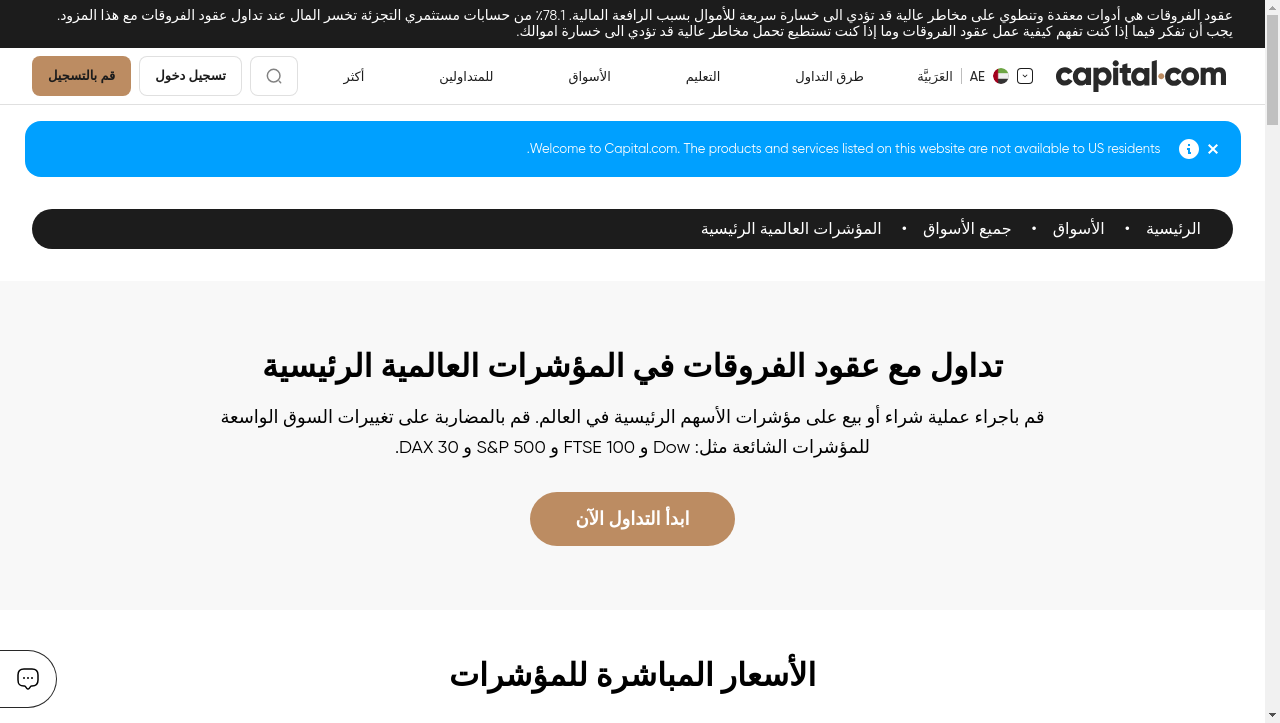 عقود الفروقات هي أدوات معقدة وتنطوي على مخاطر عالية قد تؤدي الى خسارة سريعة للأموال بسبب الرافعة المالية. 78.1٪ من حسابات مستثمري التجزئة تخسر المال عند تداول عقود الفروقات مع هذا المزود.
يجب أن تفكر فيما إذا كنت تفهم كيفية عمل عقود الفروقات وما إذا كنت تستطيع تحمل مخاطر عالية قد تؤدي الى خسارة اموالك.
capital.com
AE العَرَبِيَّة
طرق التداول
التعليم
الأسواق
للمتداولين
أكثر
تسجيل دخول
قم بالتسجيل
Welcome to Capital.com. The products and services listed on this website are not available to US residents.
الرئيسية • الأسواق • جميع الأسواق • المؤشرات العالمية الرئيسية
تداول مع عقود الفروقات في المؤشرات العالمية الرئيسية
قم باجراء عملية شراء أو بيع على مؤشرات الأسهم الرئيسية في العالم. قم بالمضاربة على تغييرات السوق الواسعة
للمؤشرات الشائعة مثل: Dow و FTSE 100 و S&P 500 و DAX 30.
ابدأ التداول الآن
الأسعار المباشرة للمؤشرات